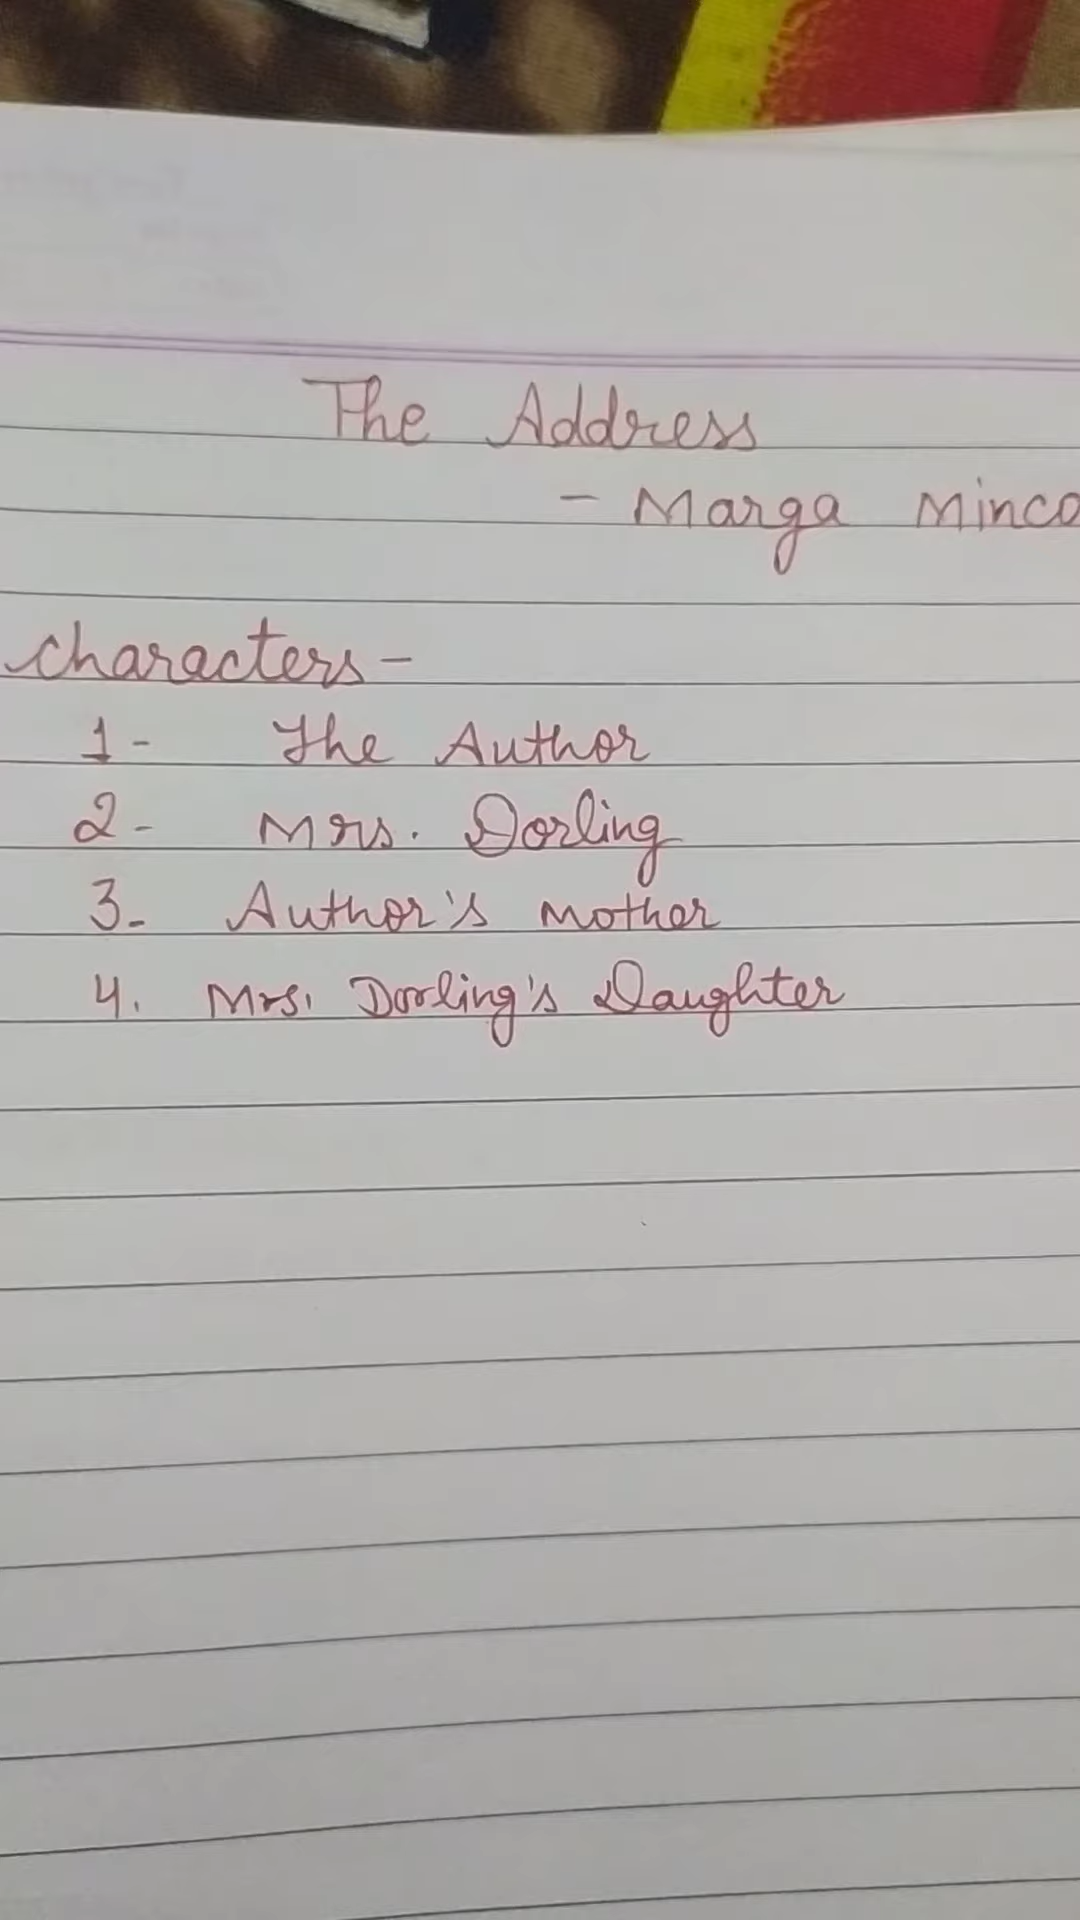 The Address
- Marga Minco
characters-
1- The Author
2- Mrs. Dorling
3- Author's Mother
4. Mrs. Dorling's Daughter